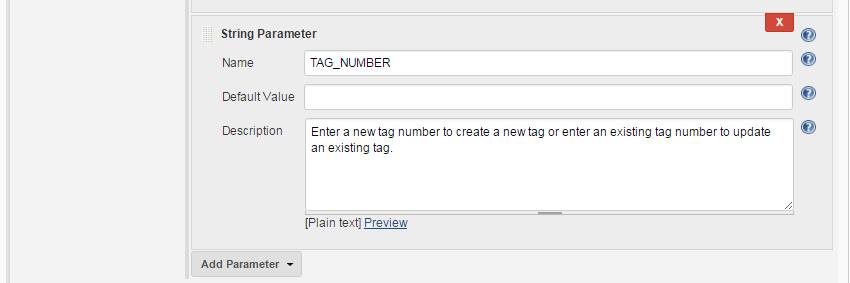 X
String Parameter
Name
TAG_NUMBER
Default Value
Description
Enter a new tag number to create a new tag or enter an existing tag number to update
an existing tag.
[Plain text] Preview
Add Parameter